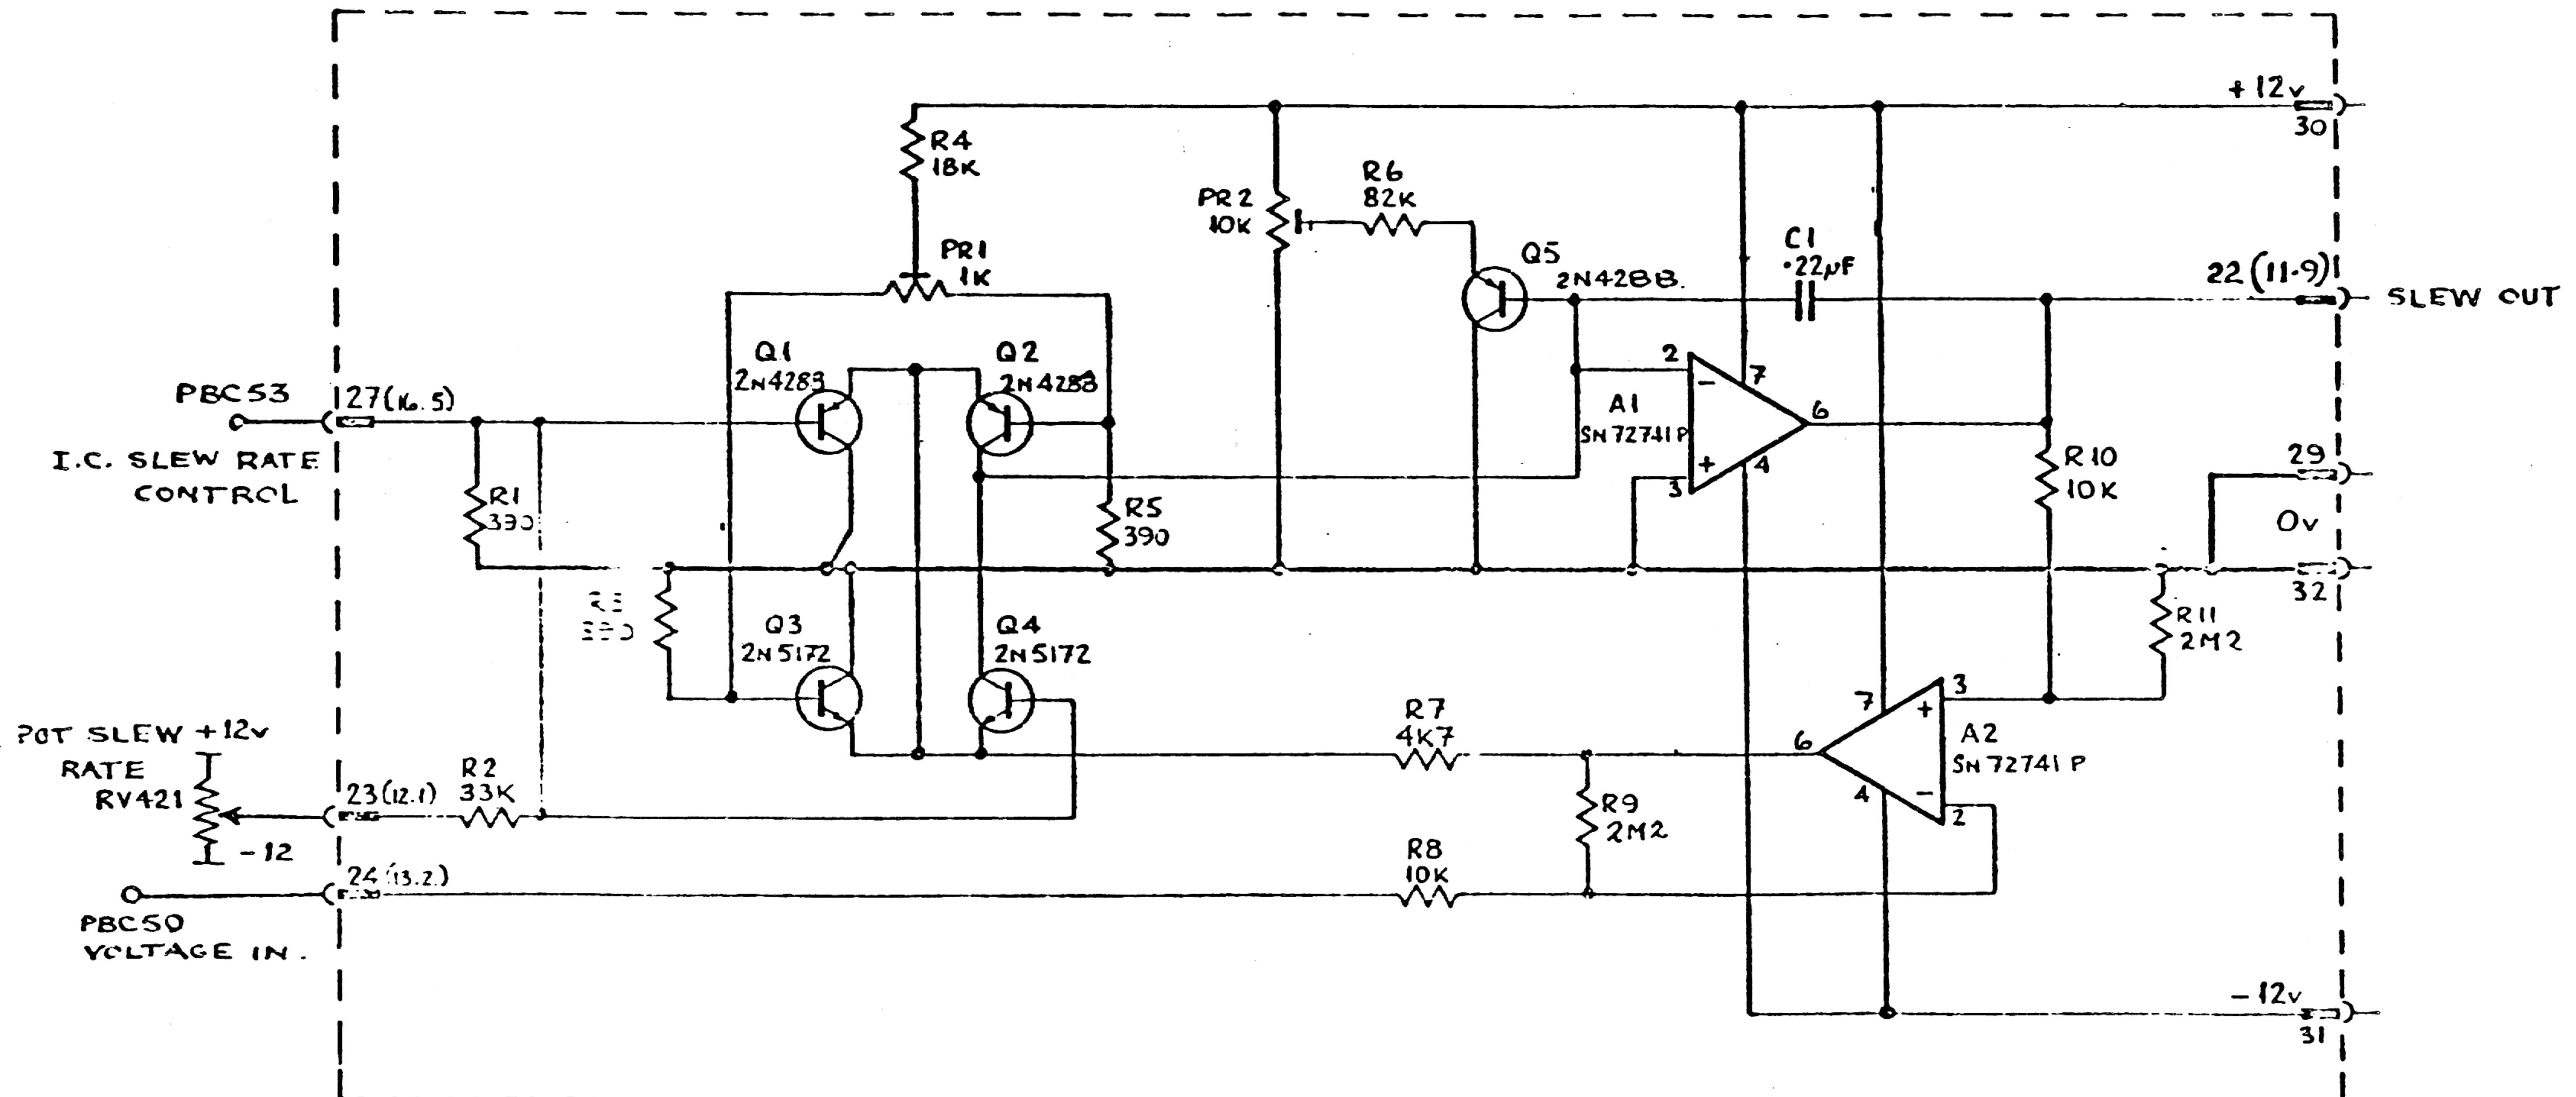 +12v
30
R4
18K
R6
82K
PR2
10K
PR1
1K
Q5
2N4288.
C1
·22µF
22(11·9)
SLEW OUT
Q1
2N4283
Q2
2N4288
PBC53
27(16.5)
I.C. SLEW RATE
CONTROL
R1
390
R5
390
A1
SN72741P
2
-
7
6
+
3
4
R10
10K
29
0v
32
R11
2M2
Q3
2N5172
Q4
2N5172
POT SLEW +12v
RATE
RV421
-12
23(12.1)
R2
33K
R7
4K7
6
7
3
+
A2
SN72741P
4
-
2
R9
2M2
R8
10K
24(13.2.)
PBC50
VOLTAGE IN.
-12v
31